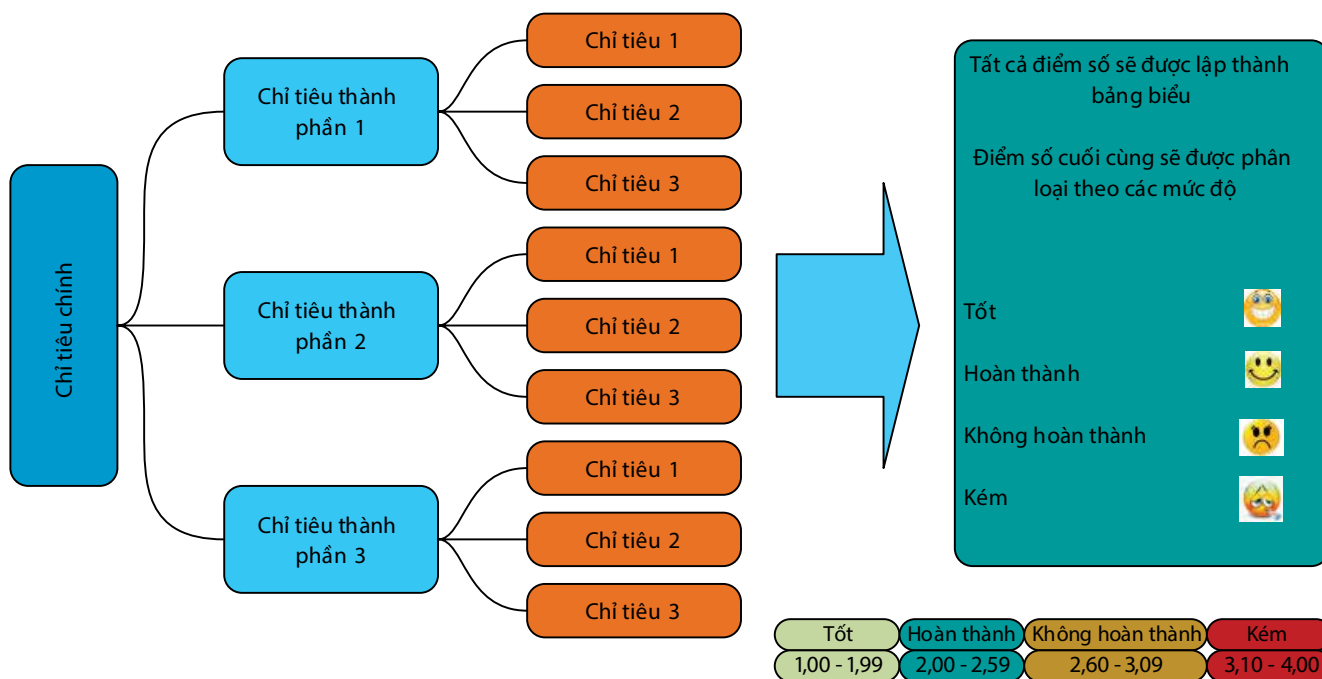 Chỉ tiêu chính
Chỉ tiêu thành
phần 1
Chỉ tiêu 1
Chỉ tiêu 2
Chỉ tiêu 3
Chỉ tiêu thành
phần 2
Chỉ tiêu 1
Chỉ tiêu 2
Chỉ tiêu 3
Chỉ tiêu thành
phần 3
Chỉ tiêu 1
Chỉ tiêu 2
Chỉ tiêu 3
Tất cả điểm số sẽ được lập thành
bảng biểu
Điểm số cuối cùng sẽ được phân
loại theo các mức độ
Tốt
Hoàn thành
Không hoàn thành
Kém
Tốt Hoàn thành Không hoàn thành Kém
1,00 - 1,99 2,00 - 2,59 2,60 - 3,09 3,10 - 4,00